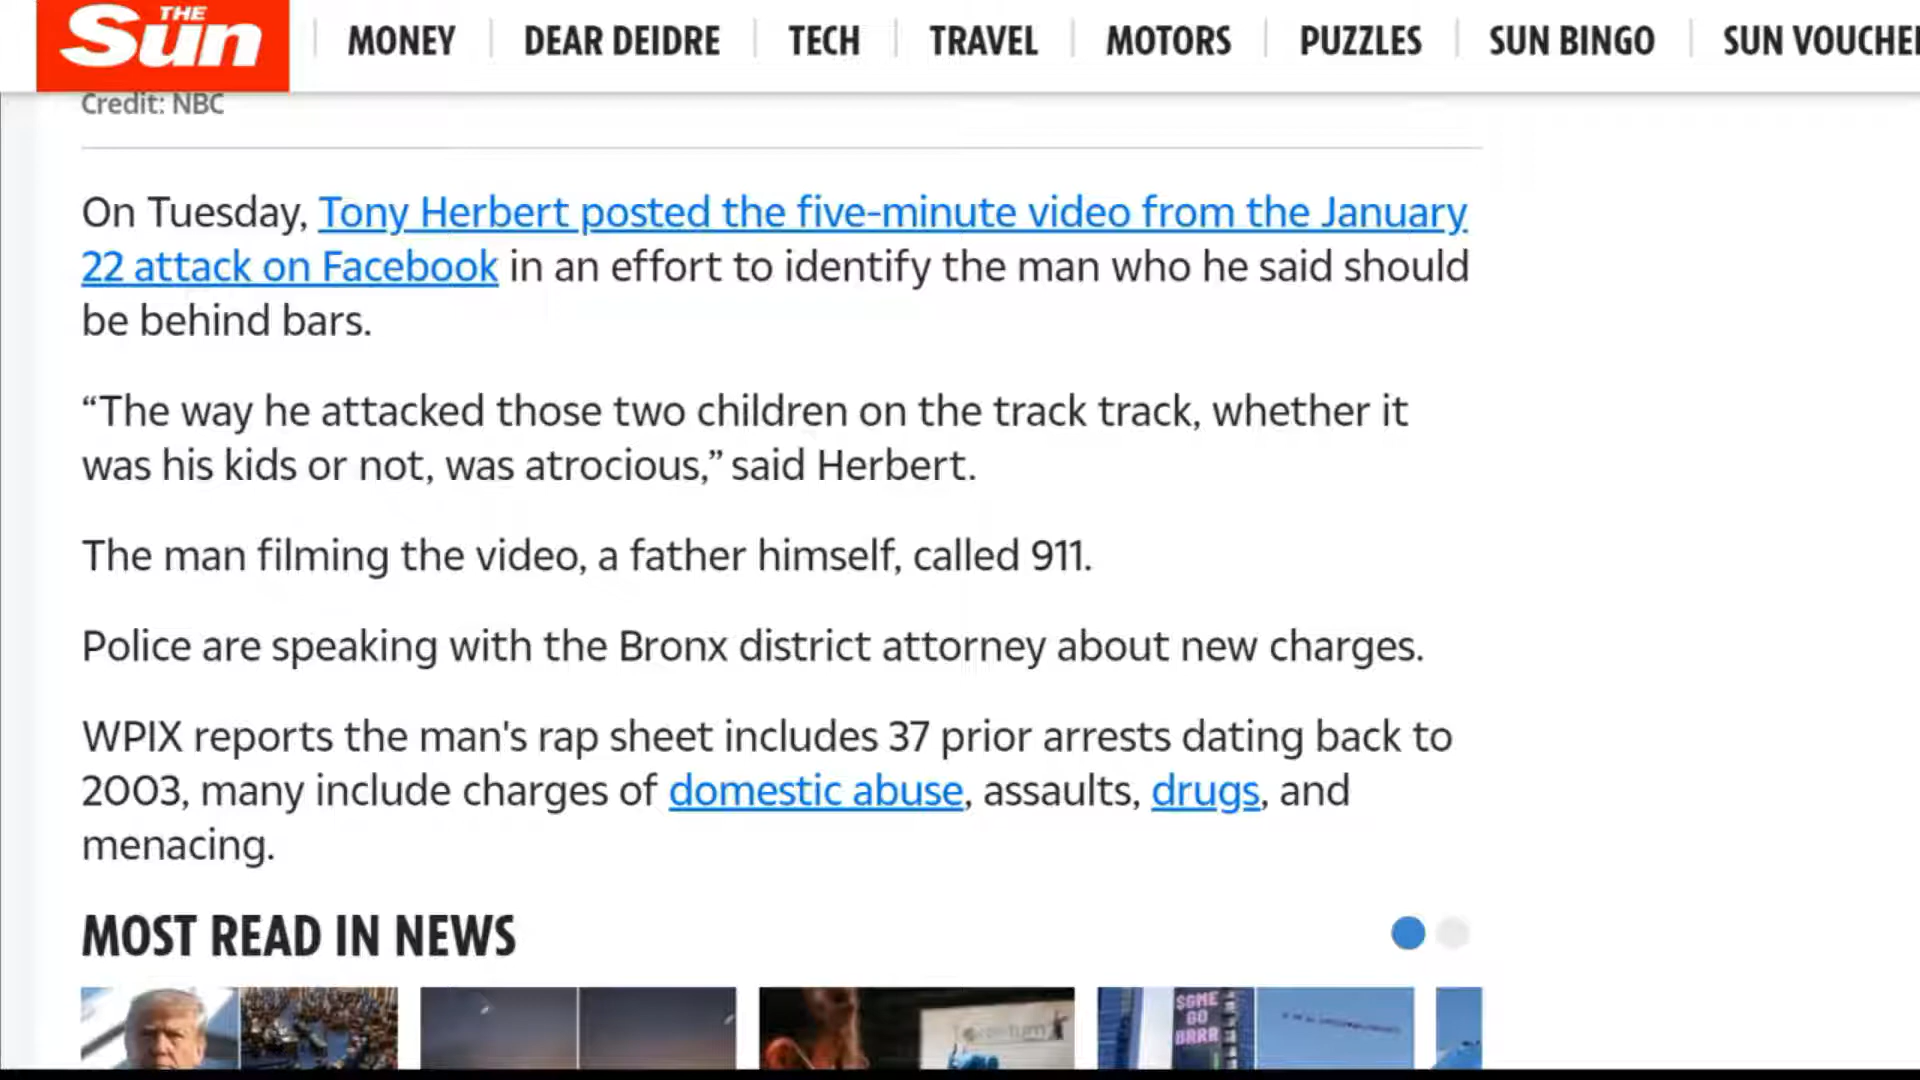 THE Sun MONEY DEAR DEIDRE TECH TRAVEL MOTORS PUZZLES SUN BINGO SUN
Credit: NBC
On Tuesday, Tony Herbert posted the five-minute video from the January
22 attack on Facebook in an effort to identify the man who he said should
be behind bars.
“The way he attacked those two children on the track track, whether it
was his kids or not, was atrocious,” said Herbert.
The man filming the video, a father himself, called 911.
Police are speaking with the Bronx district attorney about new charges.
WPIX reports the man's rap sheet includes 37 prior arrests dating back to
2003, many include charges of domestic abuse, assaults, drugs, and
menacing.
MOST READ IN NEWS
GO
BRRR